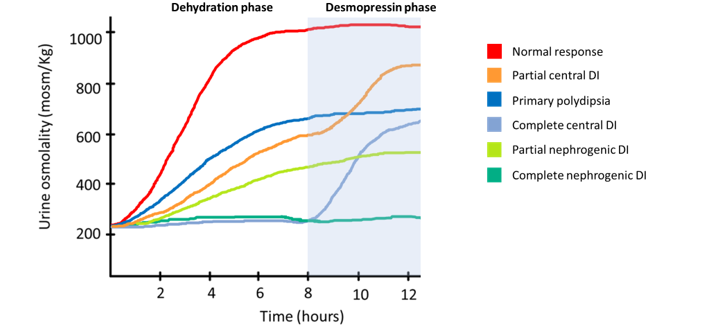 Dehydration phase
Desmopressin phase
Urine osmolality (mosm/Kg)
1000
800
600
400
200
2
4
6
8
10
12
Time (hours)
Normal response
Partial central DI
Primary polydipsia
Complete central DI
Partial nephrogenic DI
Complete nephrogenic DI